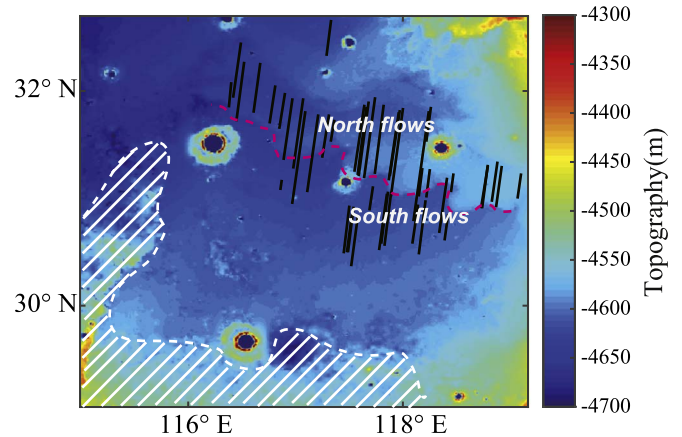 32° N
30° N
116° E
118° E
North flows
South flows
-4300
-4350
-4400
-4450
-4500
-4550
-4600
-4650
-4700
Topography(m)